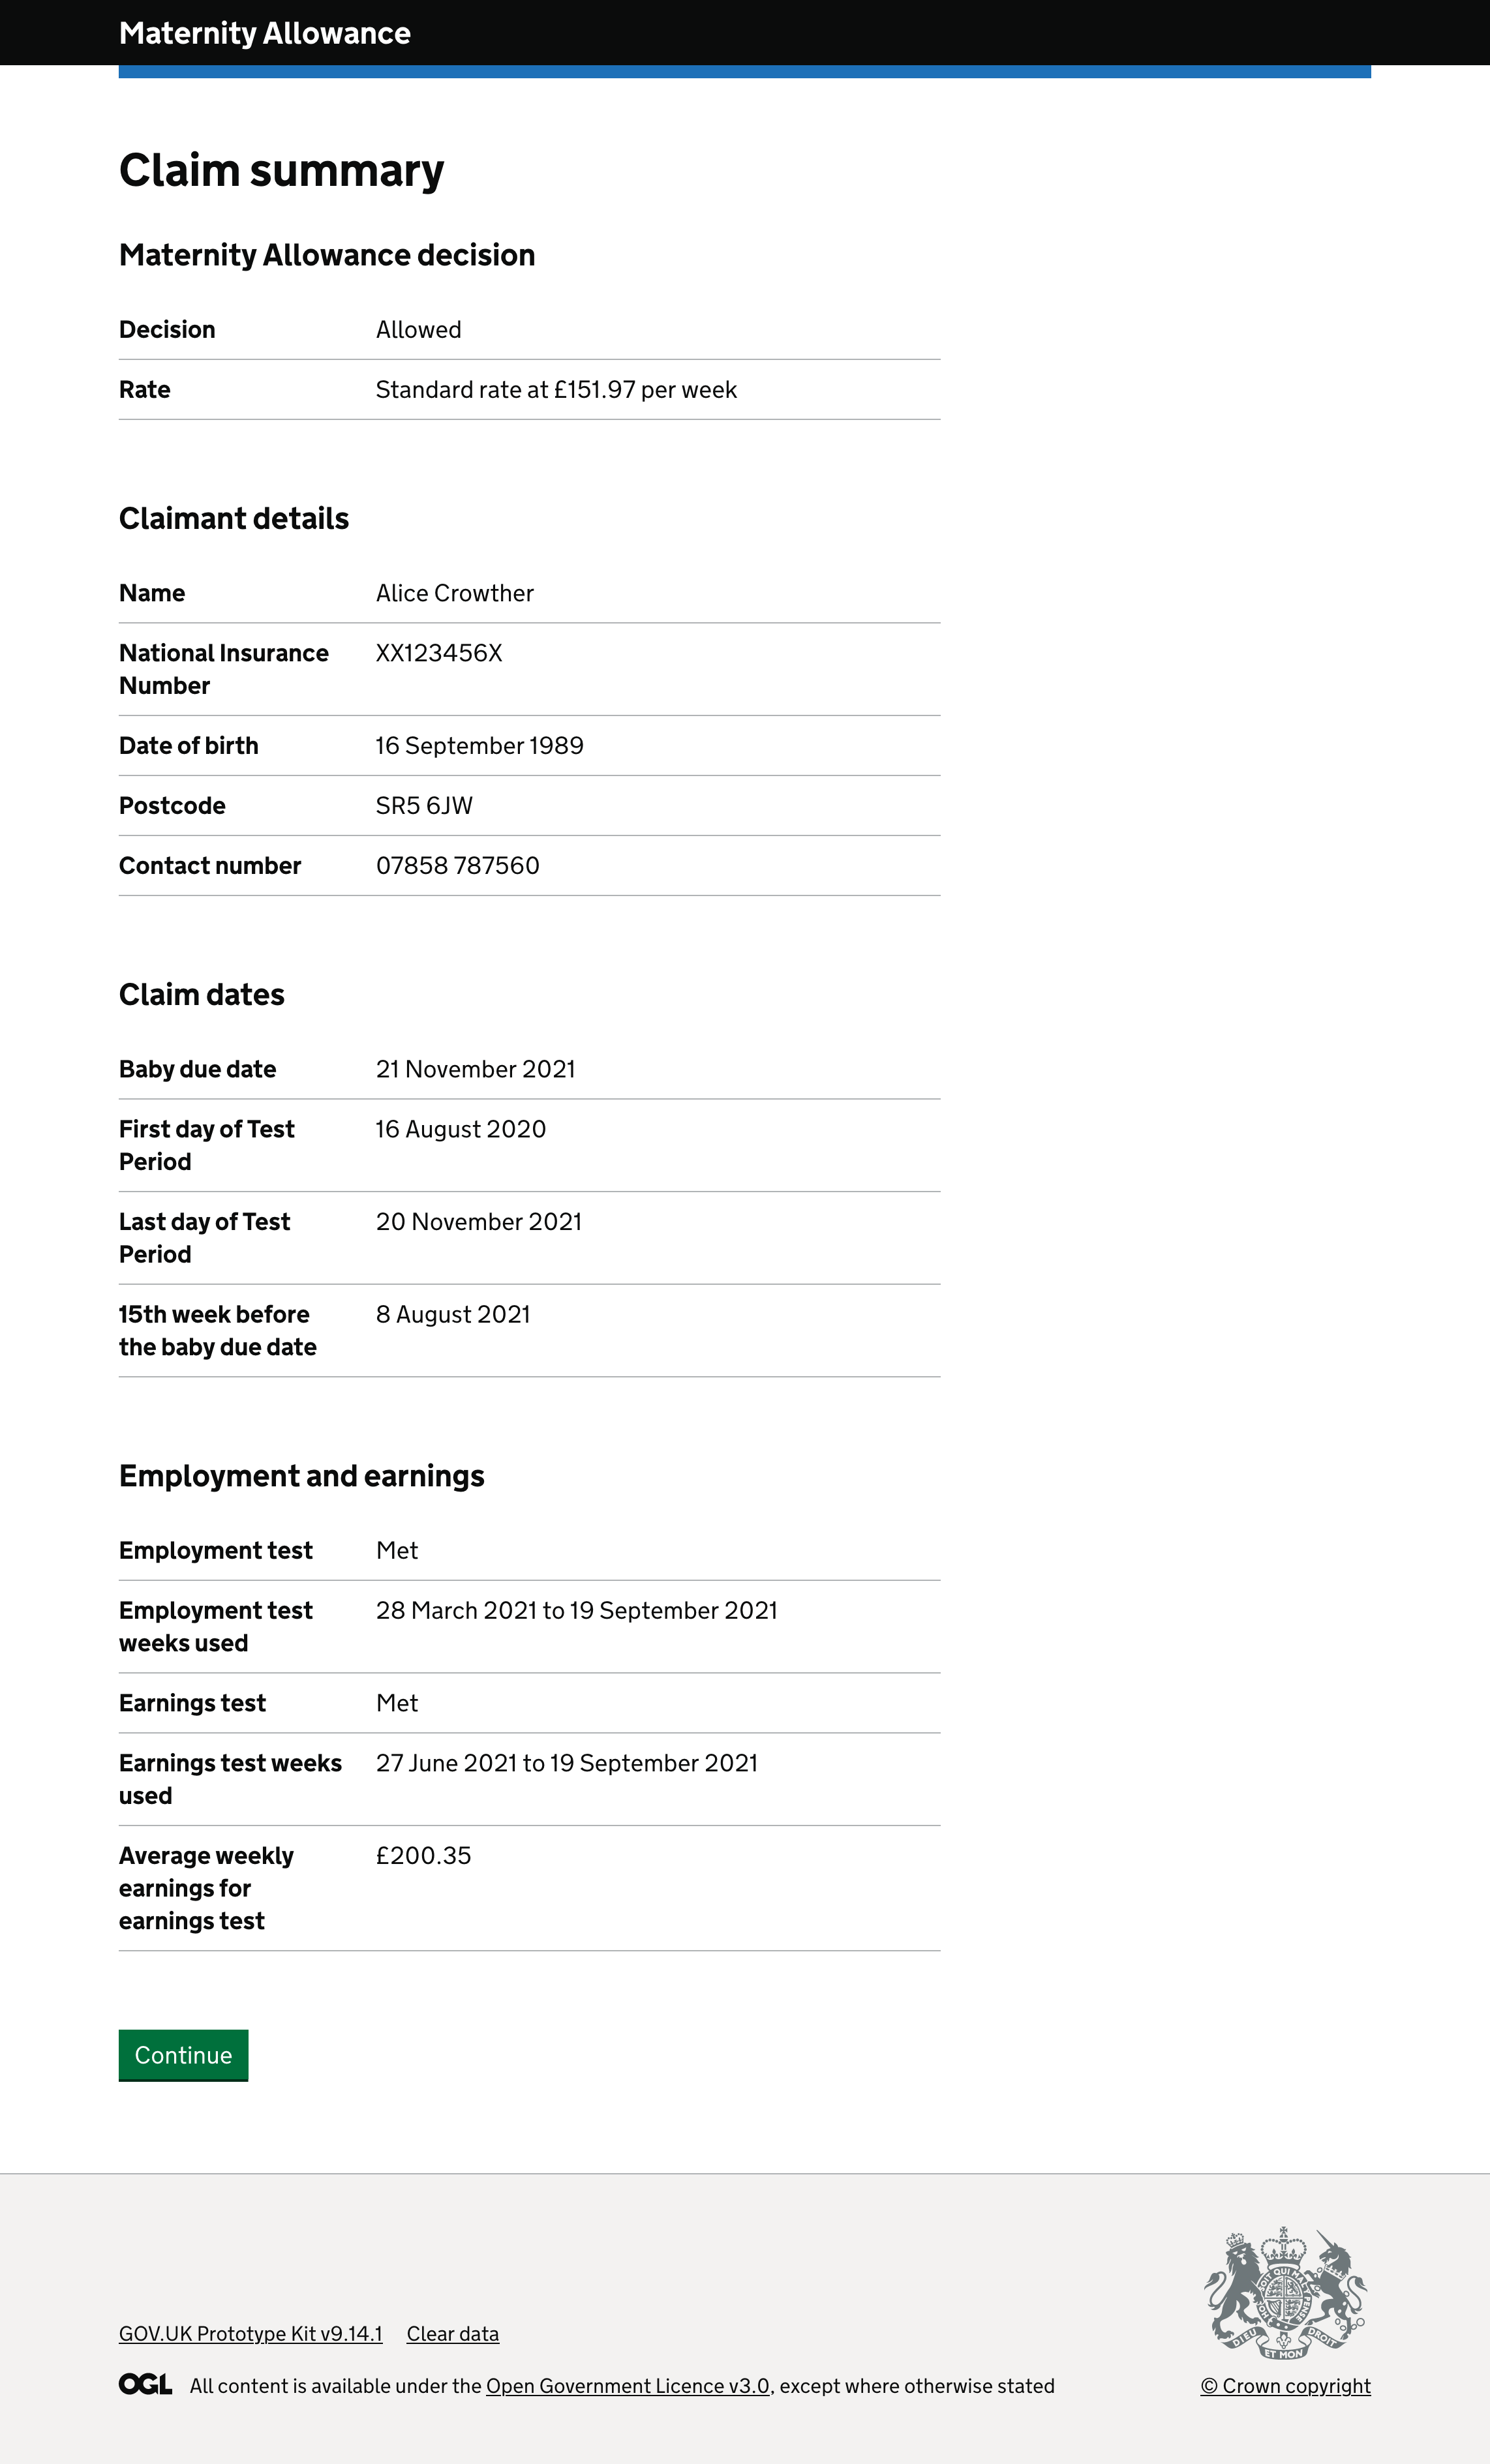 Maternity Allowance
Claim summary
Maternity Allowance decision
Decision Allowed
Rate Standard rate at £151.97 per week
Claimant details
Name Alice Crowther
National Insurance XX123456X
Number
Date of birth 16 September 1989
Postcode SR5 6JW
Contact number 07858 787560
Claim dates
Baby due date 21 November 2021
First day of Test 16 August 2020
Period
Last day of Test 20 November 2021
Period
15th week before 8 August 2021
the baby due date
Employment and earnings
Employment test Met
Employment test 28 March 2021 to 19 September 2021
weeks used
Earnings test Met
Earnings test weeks 27 June 2021 to 19 September 2021
used
Average weekly £200.35
earnings for
earnings test
Continue
DIEU ET MON DROIT
GOV.UK Prototype Kit v9.14.1 Clear data
OGL All content is available under the Open Government Licence v3.0, except where otherwise stated © Crown copyright